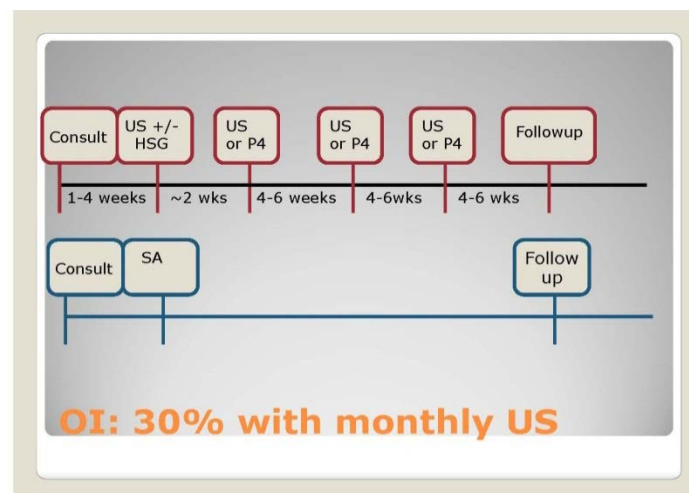 Consult
US +/-
HSG
US
or P4
US
or P4
US
or P4
Followup
1-4 weeks
~2 wks
4-6 weeks
4-6wks
4-6 wks
Consult
SA
Follow
up
OI: 30% with monthly US